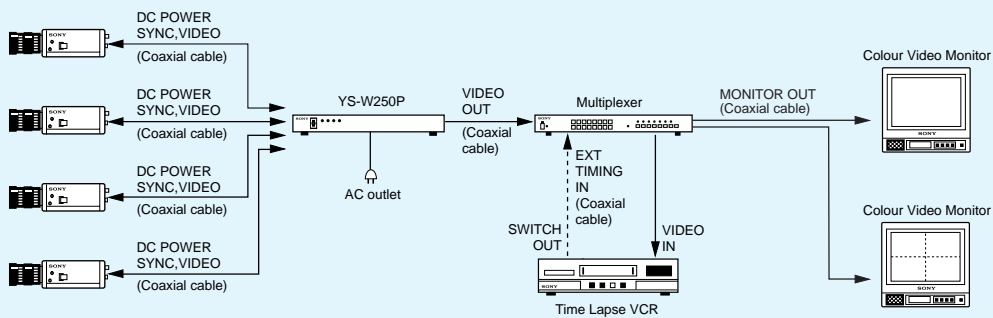 DC POWER
SYNC,VIDEO
(Coaxial cable)
SONY
DC POWER
SYNC,VIDEO
(Coaxial cable)
SONY
DC POWER
SYNC,VIDEO
(Coaxial cable)
SONY
DC POWER
SYNC,VIDEO
(Coaxial cable)
SONY
YS-W250P
SONY
AC outlet
VIDEO
OUT
(Coaxial
cable)
Multiplexer
SONY
EXT
TIMING
IN
(Coaxial
cable)
SWITCH
OUT
VIDEO
IN
SONY
Time Lapse VCR
MONITOR OUT
(Coaxial cable)
Colour Video Monitor
SONY
Colour Video Monitor
SONY